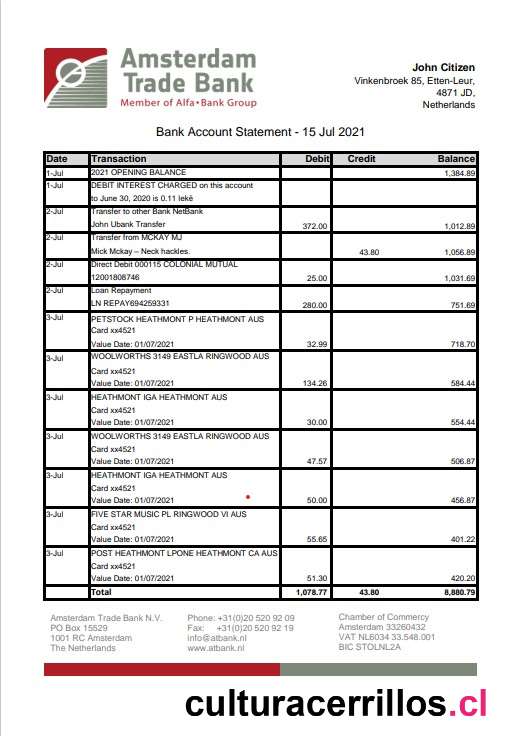 Amsterdam
Trade Bank
Member of Alfa•Bank Group
John Citizen
Vinkenbroek 85, Etten-Leur,
4871 JD,
Netherlands
Bank Account Statement - 15 Jul 2021
Date Transaction Debit Credit Balance
1-Jul 2021 OPENING BALANCE 1,384.89
1-Jul DEBIT INTEREST CHARGED on this account
to June 30, 2020 is 0.11 lekë
2-Jul Transfer to other Bank NetBank
John Ubank Transfer 372.00 1,012.89
2-Jul Transfer from MCKAY MJ
Mick Mckay – Neck hackles. 43.80 1,056.89
2-Jul Direct Debit 000115 COLONIAL MUTUAL
12001808746 25.00 1,031.69
2-Jul Loan Repayment
LN REPAY694259331 280.00 751.69
3-Jul PETSTOCK HEATHMONT P HEATHMONT AUS
Card xx4521
Value Date: 01/07/2021 32.99 718.70
3-Jul WOOLWORTHS 3149 EASTLA RINGWOOD AUS
Card xx4521
Value Date: 01/07/2021 134.26 584.44
3-Jul HEATHMONT IGA HEATHMONT AUS
Card xx4521
Value Date: 01/07/2021 30.00 554.44
3-Jul WOOLWORTHS 3149 EASTLA RINGWOOD AUS
Card xx4521
Value Date: 01/07/2021 47.57 506.87
3-Jul HEATHMONT IGA HEATHMONT AUS
Card xx4521
Value Date: 01/07/2021 50.00 456.87
3-Jul FIVE STAR MUSIC PL RINGWOOD VI AUS
Card xx4521
Value Date: 01/07/2021 55.65 401.22
3-Jul POST HEATHMONT LPONE HEATHMONT CA AUS
Card xx4521
Value Date: 01/07/2021 51.30 420.20
Total 1,078.77 43.80 8,880.79
Amsterdam Trade Bank N.V. Phone: +31(0)20 520 92 09 Chamber of Commercy
PO Box 15529 Fax: +31(0)20 520 92 19 Amsterdam 33260432
1001 RC Amsterdam info@atbank.nl VAT NL6034 33.548.001
The Netherlands www.atbank.nl BIC STOLNL2A
culturacerrillos.cl